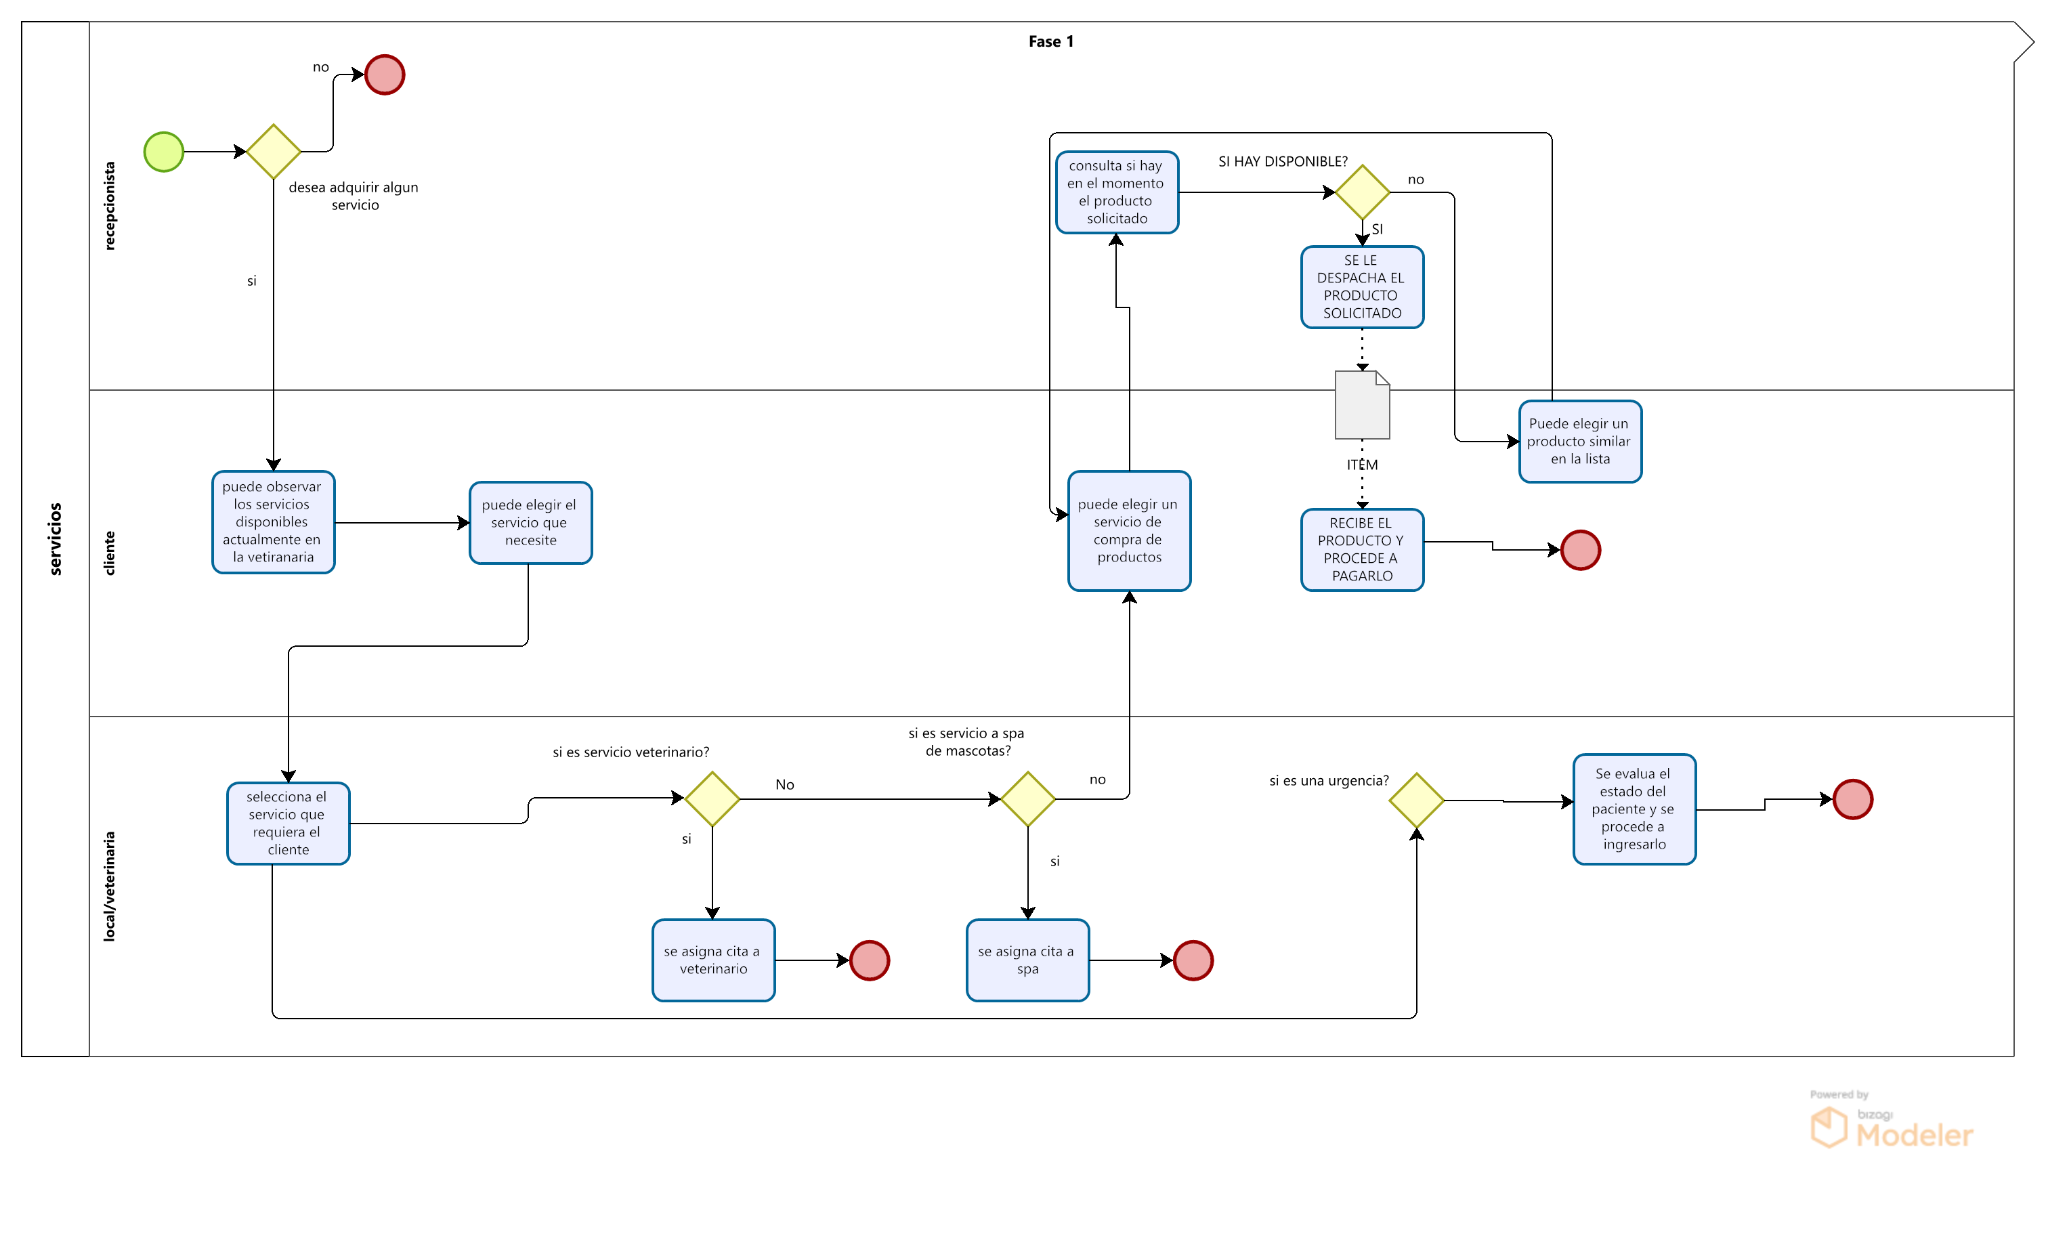 Fase 1
servicios
recepcionista
no
desea adquirir algun
servicio
si
consulta si hay
en el momento
el producto
solicitado
SI HAY DISPONIBLE?
no
SI
SE LE
DESPACHA EL
PRODUCTO
SOLICITADO
cliente
puede observar
los servicios
disponibles
actualmente en
la vetiranaria
puede elegir el
servicio que
necesite
puede elegir un
servicio de
compra de
productos
ITEM
RECIBE EL
PRODUCTO Y
PROCEDE A
PAGARLO
Puede elegir un
producto similar
en la lista
local/veterinaria
selecciona el
servicio que
requiera el
cliente
si es servicio veterinario?
No
si
se asigna cita a
veterinario
si es servicio a spa
de mascotas?
no
si
se asigna cita a
spa
si es una urgencia?
Se evalua el
estado del
paciente y se
procede a
ingresarlo
Powered by
bizagi
Modeler